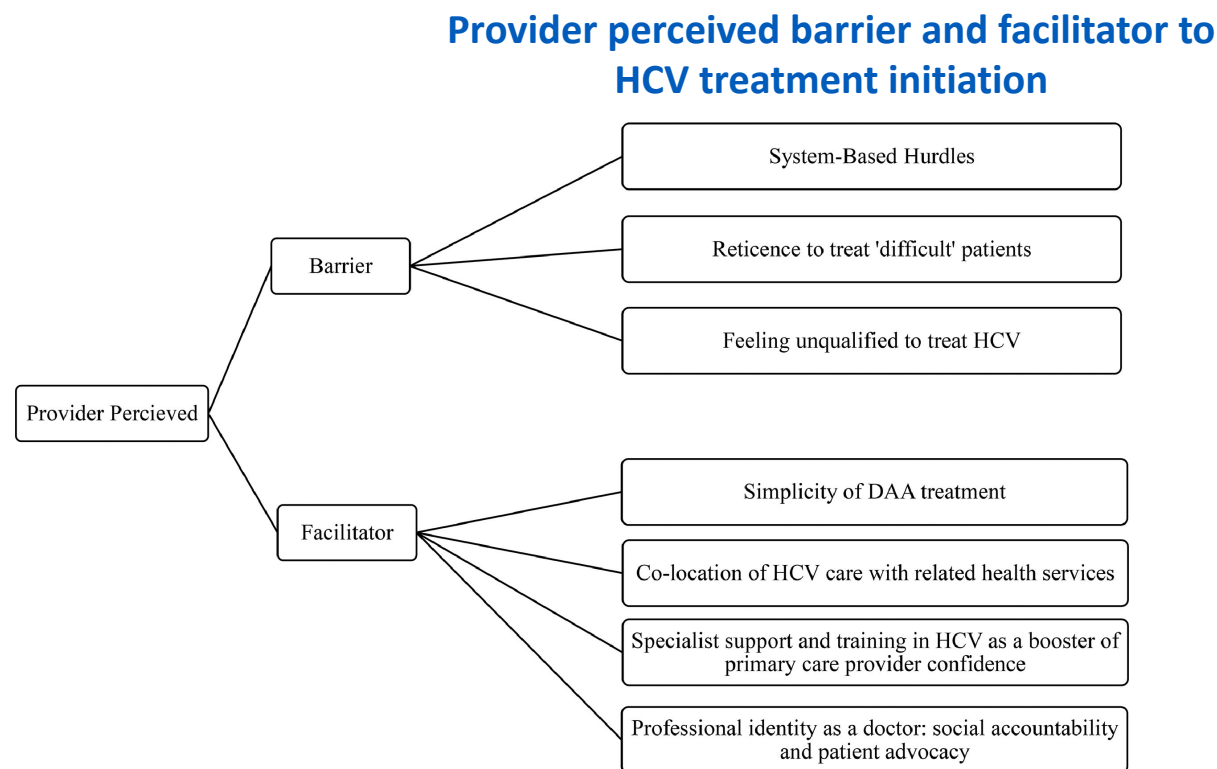 Provider perceived barrier and facilitator to
HCV treatment initiation
System-Based Hurdles
Reticence to treat 'difficult' patients
Barrier
Feeling unqualified to treat HCV
Provider Percieved
Simplicity of DAA treatment
Facilitator
Co-location of HCV care with related health services
Specialist support and training in HCV as a booster of
primary care provider confidence
Professional identity as a doctor: social accountability
and patient advocacy